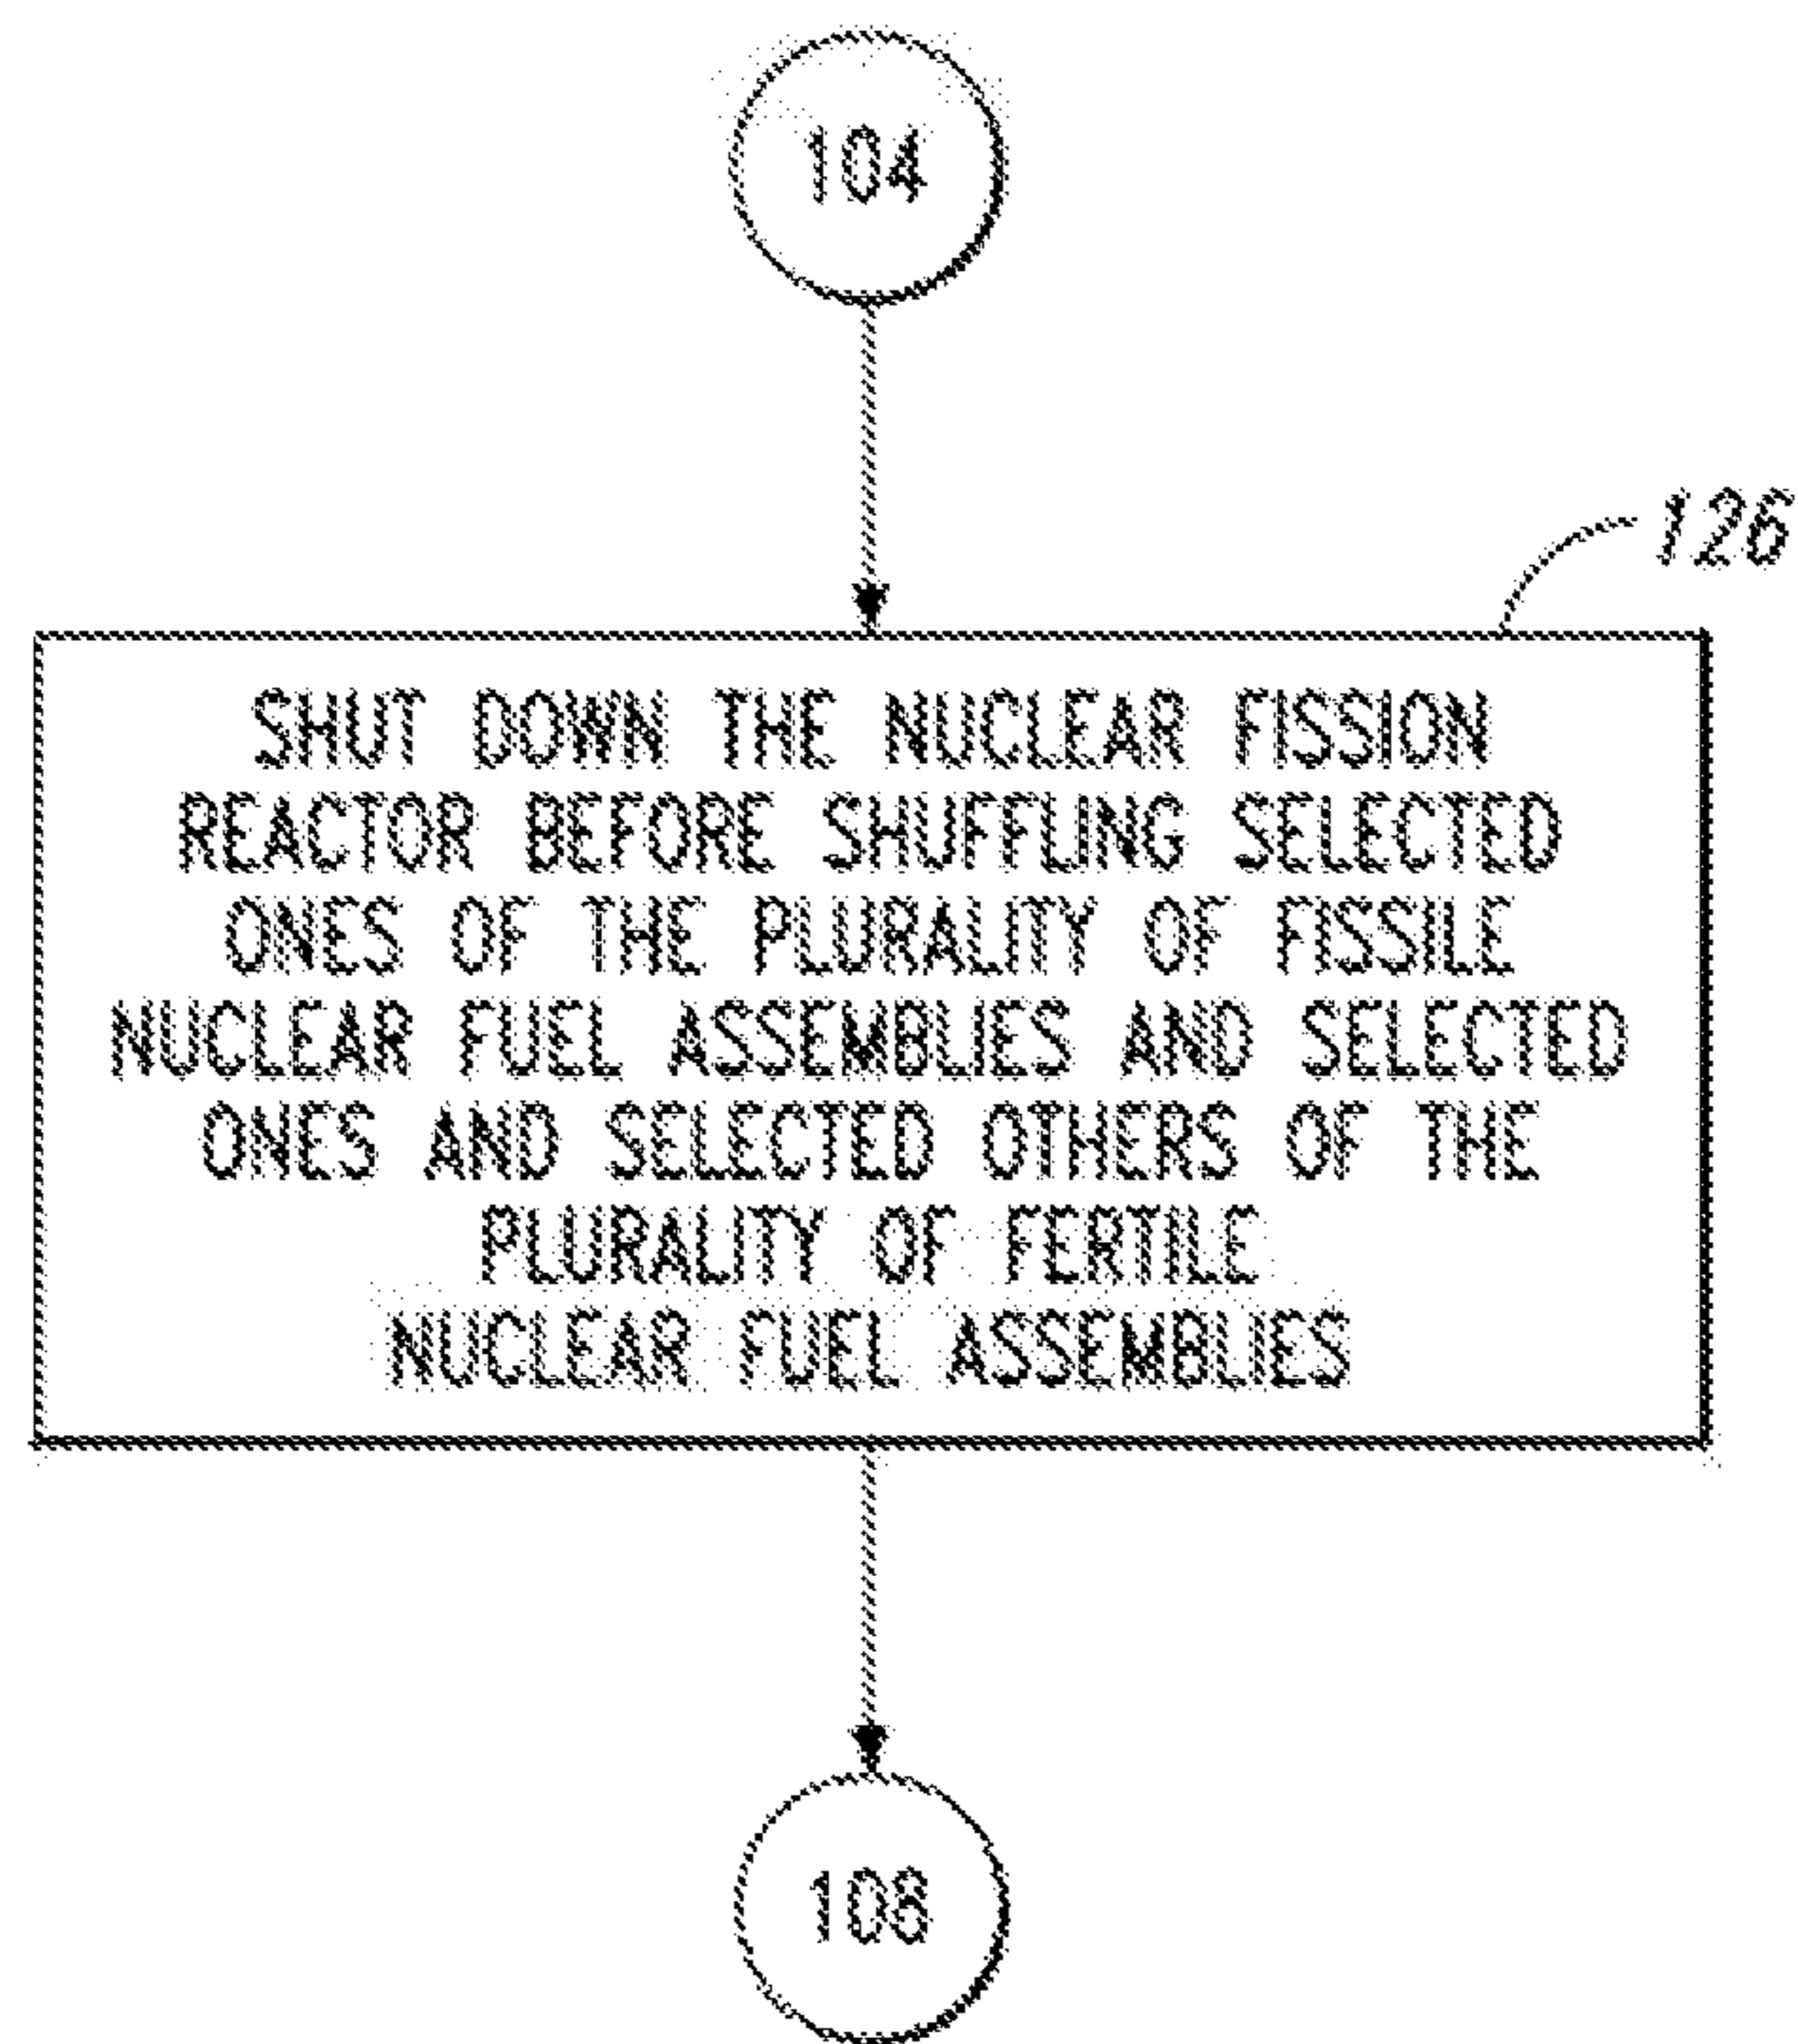 104
126
SHUT DOWN THE NUCLEAR FISSION
REACTOR BEFORE SHUFFLING SELECTED
ONES OF THE PLURALITY OF FISSILE
NUCLEAR FUEL ASSEMBLIES AND SELECTED
ONES AND SELECTED OTHERS OF THE
PLURALITY OF FERTILE
NUCLEAR FUEL ASSEMBLIES
108